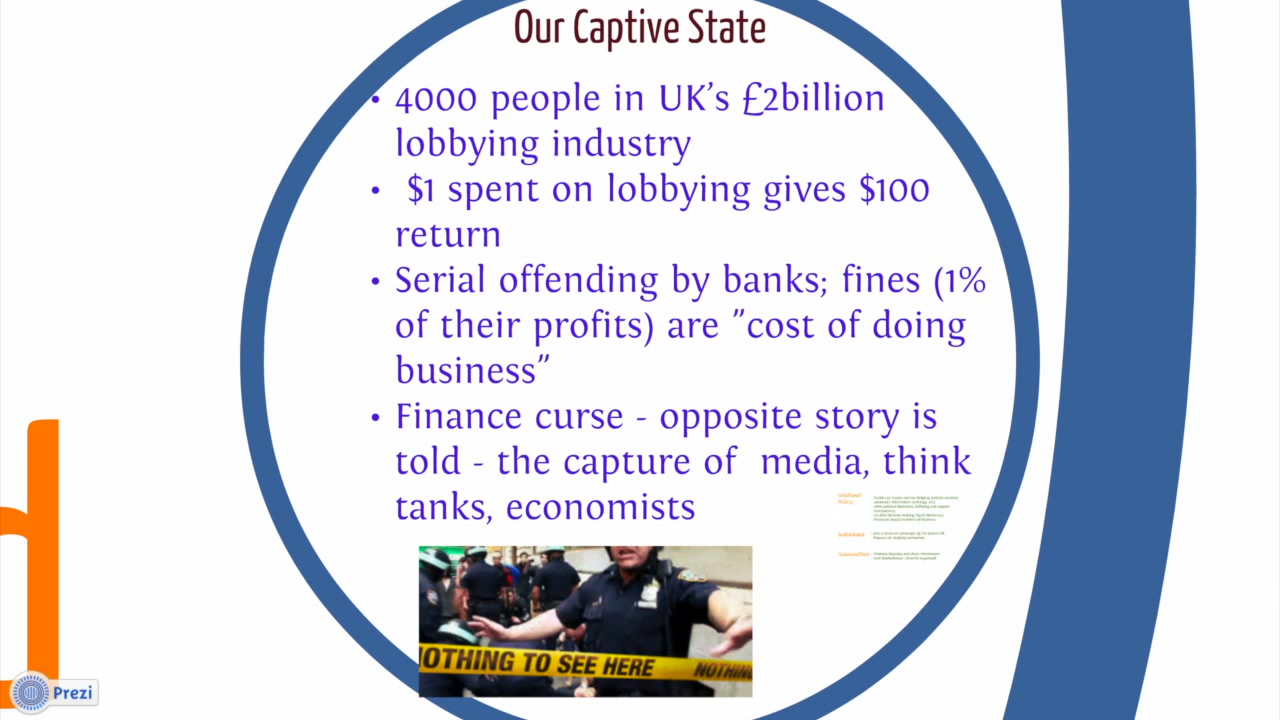 Our Captive State
• 4000 people in UK's £2billion
lobbying industry
• $1 spent on lobbying gives $100
return
• Serial offending by banks; fines (1%
of their profits) are "cost of doing
business"
• Finance curse - opposite story is
told - the capture of media, think
tanks, economists
OTHING TO SEE HERE NOTHIN
Prezi